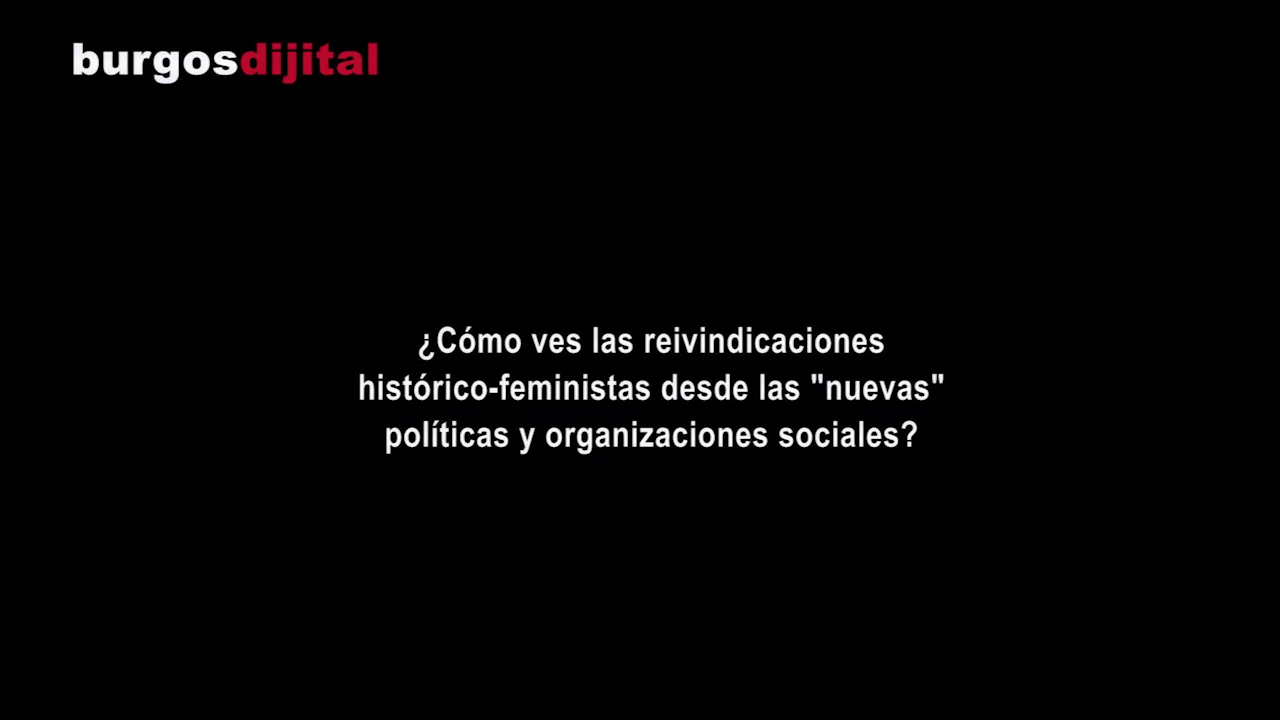 burgosdijital
¿Cómo ves las reivindicaciones
histórico-feministas desde las "nuevas"
políticas y organizaciones sociales?